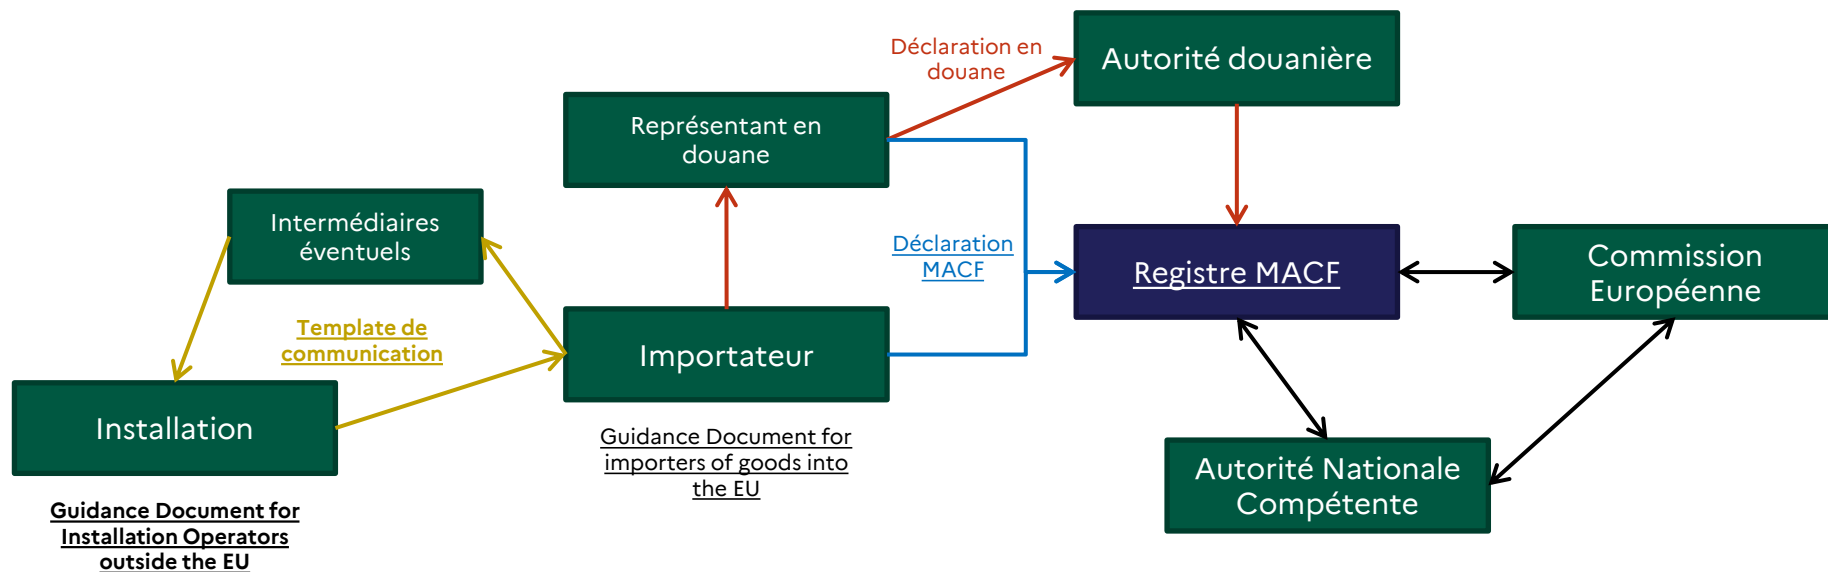 Déclaration en
douane
Autorité douanière
Représentant en
douane
Intermédiaires
éventuels
Déclaration
MACF
Registre MACF
Commission
Européenne
Template de
communication
Importateur
Installation
Guidance Document for
importers of goods into
the EU
Autorité Nationale
Compétente
Guidance Document for
Installation Operators
outside the EU